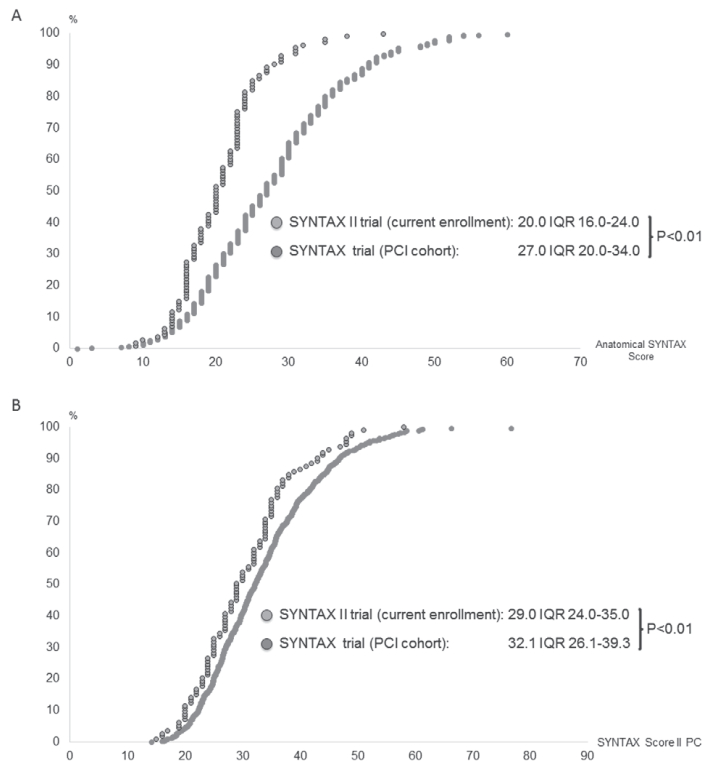 A
%
100
90
80
70
60
50
40
30
20
10
0
SYNTAX II trial (current enrollment): 20.0 IQR 16.0-24.0
SYNTAX trial (PCI cohort): 27.0 IQR 20.0-34.0
P<0.01
0 10 20 30 40 50 60 70
Anatomical SYNTAX
Score
B
%
100
90
80
70
60
50
40
30
20
10
0
SYNTAX II trial (current enrollment): 29.0 IQR 24.0-35.0
SYNTAX trial (PCI cohort): 32.1 IQR 26.1-39.3
P<0.01
0 10 20 30 40 50 60 70 80 90
SYNTAX Score II PC